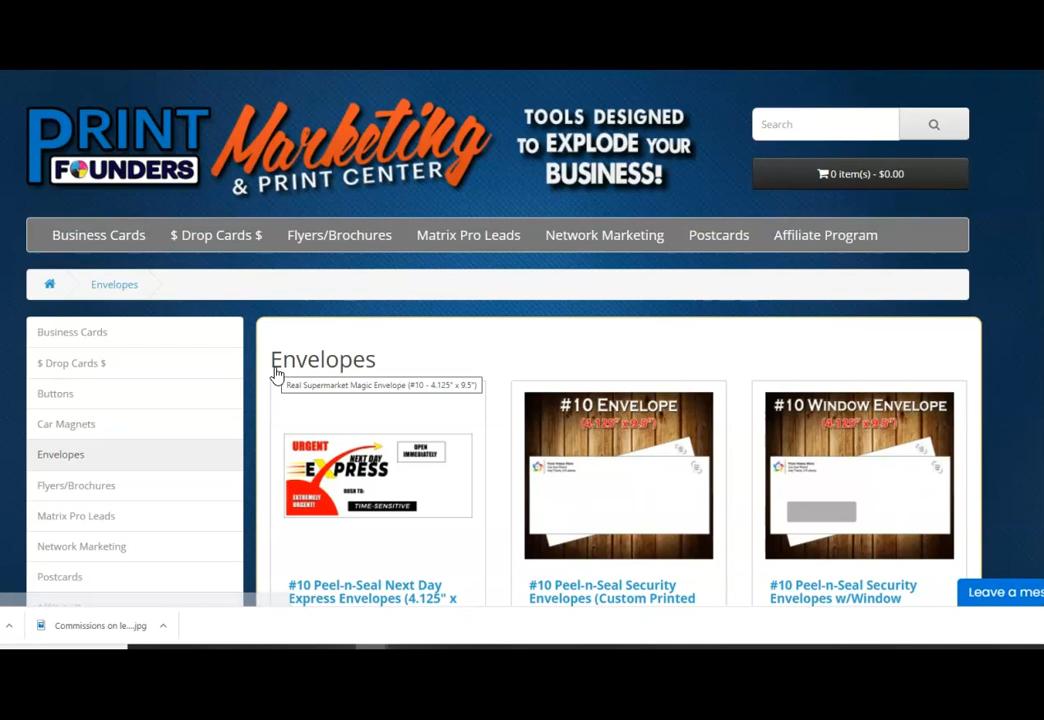 PRINT
FOUNDERS
Marketing
& PRINT CENTER
TOOLS DESIGNED
TO EXPLODE YOUR
BUSINESS!
Search
0 item(s) - $0.00
Business Cards
$ Drop Cards $
Flyers/Brochures
Matrix Pro Leads
Network Marketing
Postcards
Affiliate Program
Envelopes
Business Cards
$ Drop Cards $
Buttons
Car Magnets
Envelopes
Flyers/Brochures
Matrix Pro Leads
Network Marketing
Postcards
Envelopes
Real Supermarket Magic Envelope (#10 - 4.125" x 9.5")
URGENT
NEXT DAY
EXPRESS
OPEN
IMMEDIATELY
RUSH TO:
EXTREMELY
URGENT!
TIME-SENSITIVE
#10 Peel-n-Seal Next Day
Express Envelopes (4.125" x
#10 ENVELOPE
(4.125" x 9.5")
#10 Peel-n-Seal Security
Envelopes (Custom Printed
#10 WINDOW ENVELOPE
(4.125" x 9.5")
#10 Peel-n-Seal Security
Envelopes w/Window
Leave a mes
Commissions on le....jpg